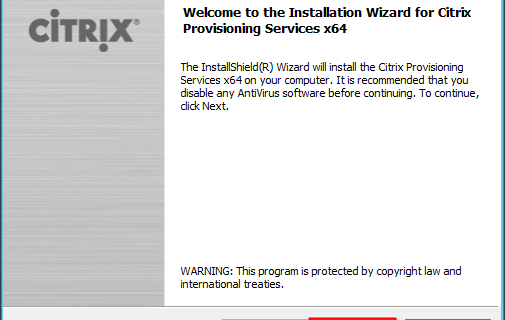 CİTRIX®
Welcome to the Installation Wizard for Citrix
Provisioning Services x64
The InstallShield(R) Wizard will install the Citrix Provisioning
Services x64 on your computer. It is recommended that you
disable any AntiVirus software before continuing. To continue,
click Next.
WARNING: This program is protected by copyright law and
international treaties.